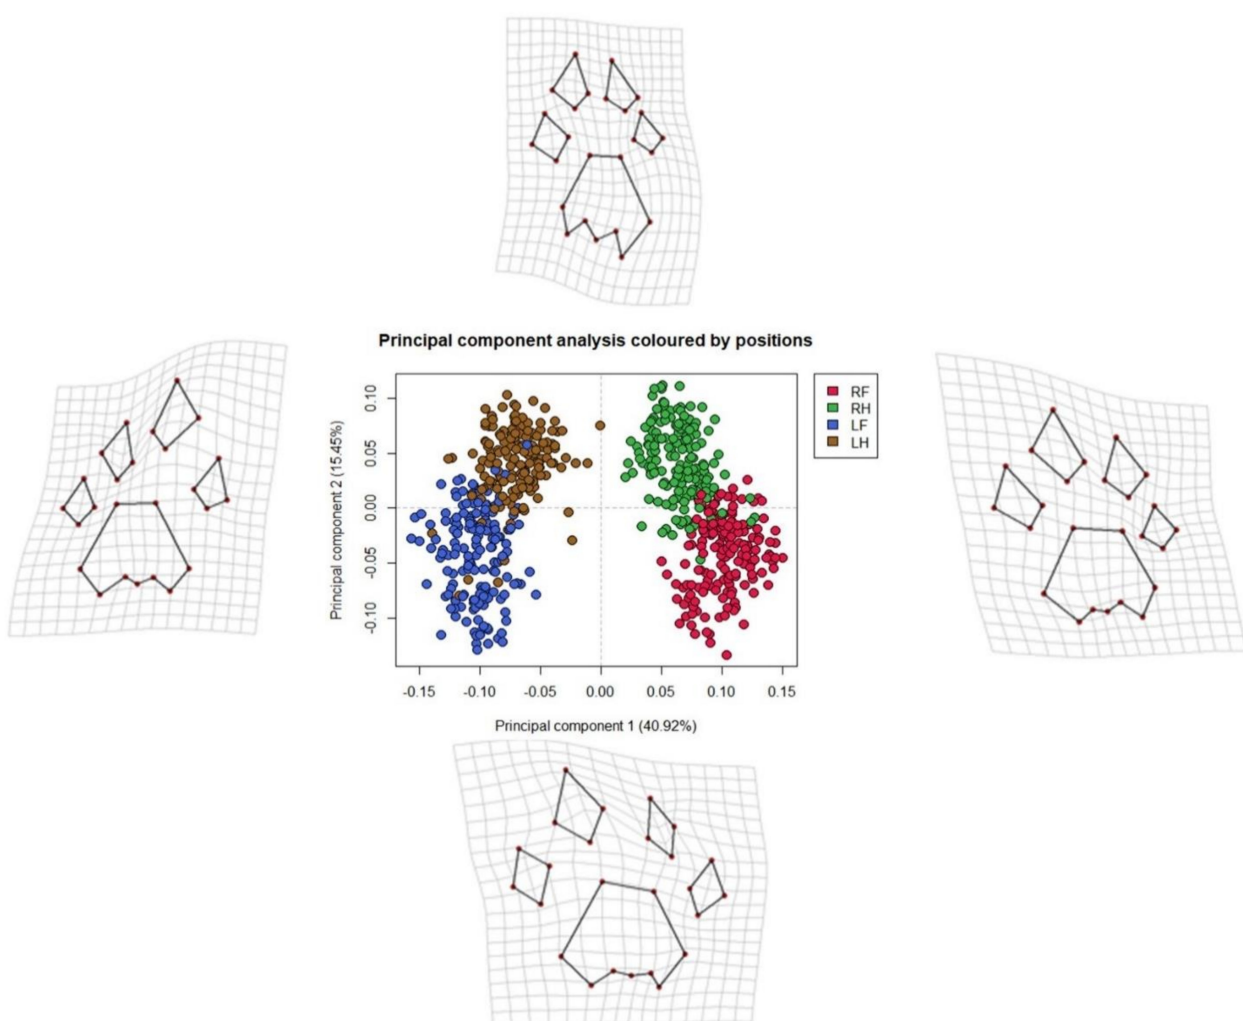 Principal component analysis coloured by positions
RF
RH
LF
LH
Principal component 2 (15.45%)
0.10
0.05
0.00
-0.05
-0.10
-0.15
-0.10
-0.05
0.00
0.05
0.10
0.15
Principal component 1 (40.92%)